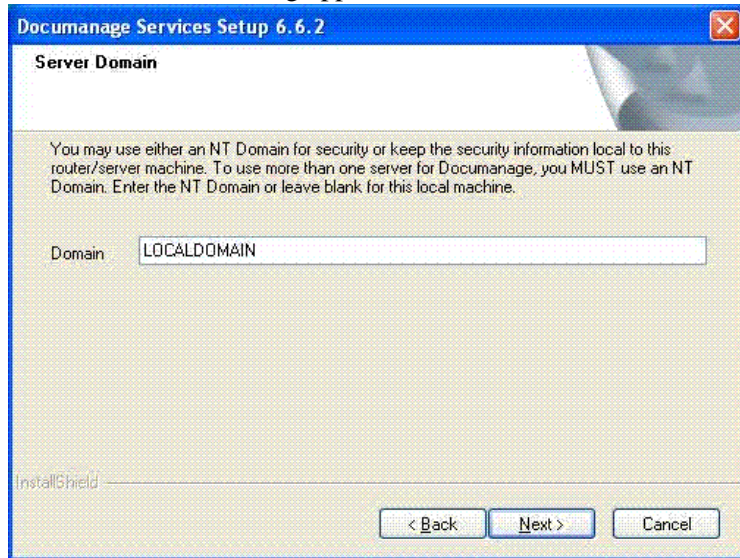 Documanage Services Setup 6.6.2
Server Domain
You may use either an NT Domain for security or keep the security information local to this
router/server machine. To use more than one server for Documanage, you MUST use an NT
Domain. Enter the NT Domain or leave blank for this local machine.
Domain LOCALDOMAIN
InstallShield
< Back Next > Cancel